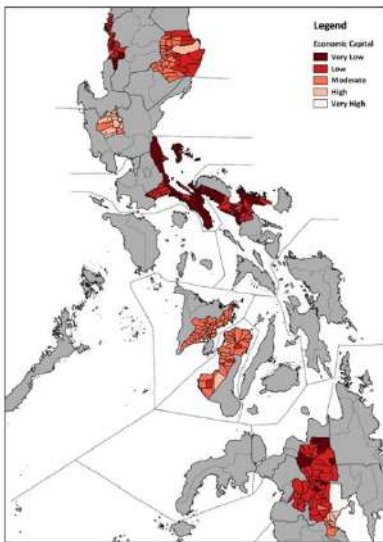 Legend
Economic Capital
Very Low
Low
Moderate
High
Very High